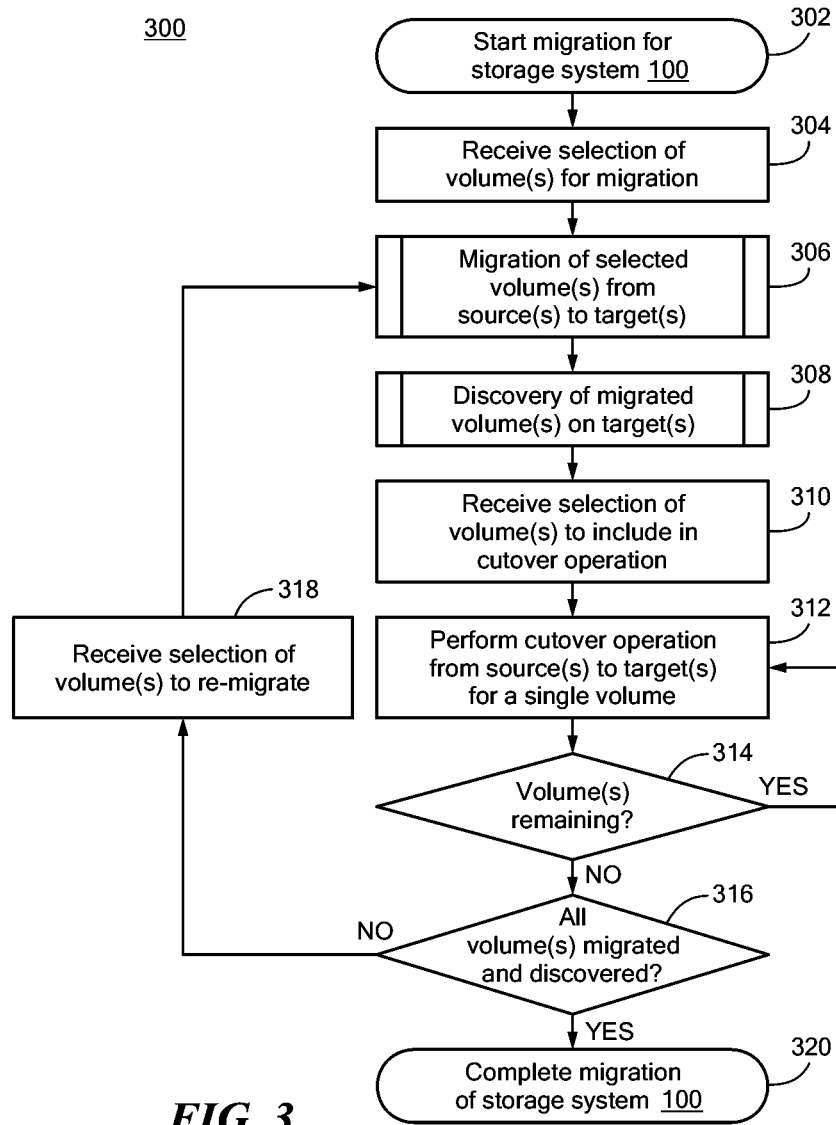 300
302
Start migration for
storage system 100
304
Receive selection of
volume(s) for migration
306
Migration of selected
volume(s) from
source(s) to target(s)
308
Discovery of migrated
volume(s) on target(s)
310
Receive selection of
volume(s) to include in
cutover operation
318
Receive selection of
volume(s) to re-migrate
312
Perform cutover operation
from source(s) to target(s)
for a single volume
314
Volume(s)
remaining?
YES
NO
316
All
volume(s) migrated
and discovered?
NO
YES
320
Complete migration
of storage system 100
FIG. 3